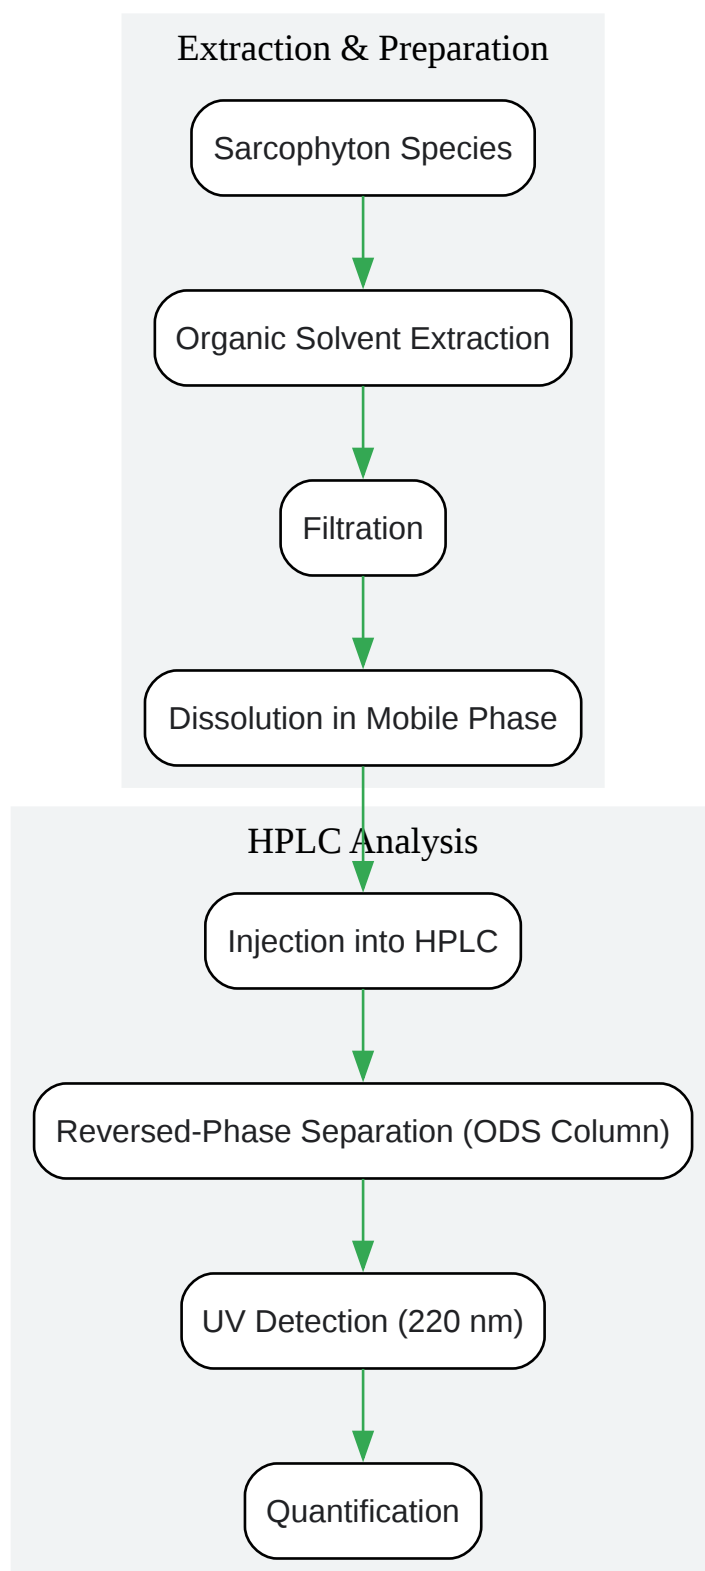 Extraction & Preparation
Sarcophyton Species
Organic Solvent Extraction
Filtration
Dissolution in Mobile Phase
HPLC Analysis
Injection into HPLC
Reversed-Phase Separation (ODS Column)
UV Detection (220 nm)
Quantification